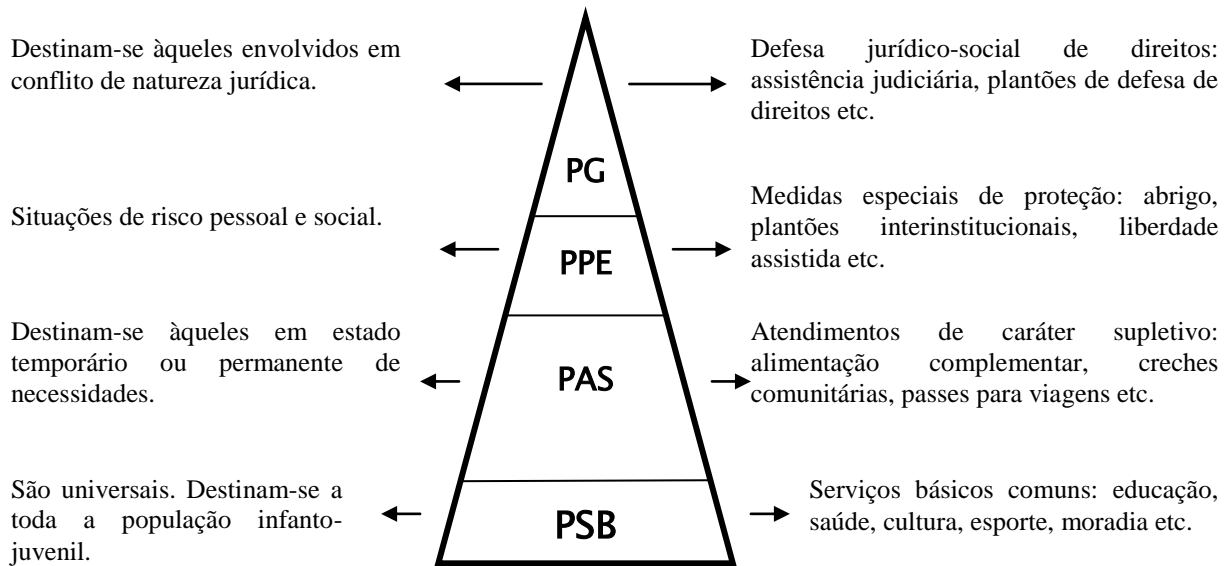 Destinam-se àqueles envolvidos em
conflito de natureza jurídica.
Defesa jurídico-social de direitos:
assistência judiciária, plantões de defesa de
direitos etc.
PG
Situações de risco pessoal e social.
Medidas especiais de proteção: abrigo,
plantões interinstitucionais, liberdade
assistida etc.
PPE
Destinam-se àqueles em estado
temporário ou permanente de
necessidades.
PAS
Atendimentos de caráter supletivo:
alimentação complementar, creches
comunitárias, passes para viagens etc.
São universais. Destinam-se a
toda a população infanto-
juvenil.
PSB
Serviços básicos comuns: educação,
saúde, cultura, esporte, moradia etc.